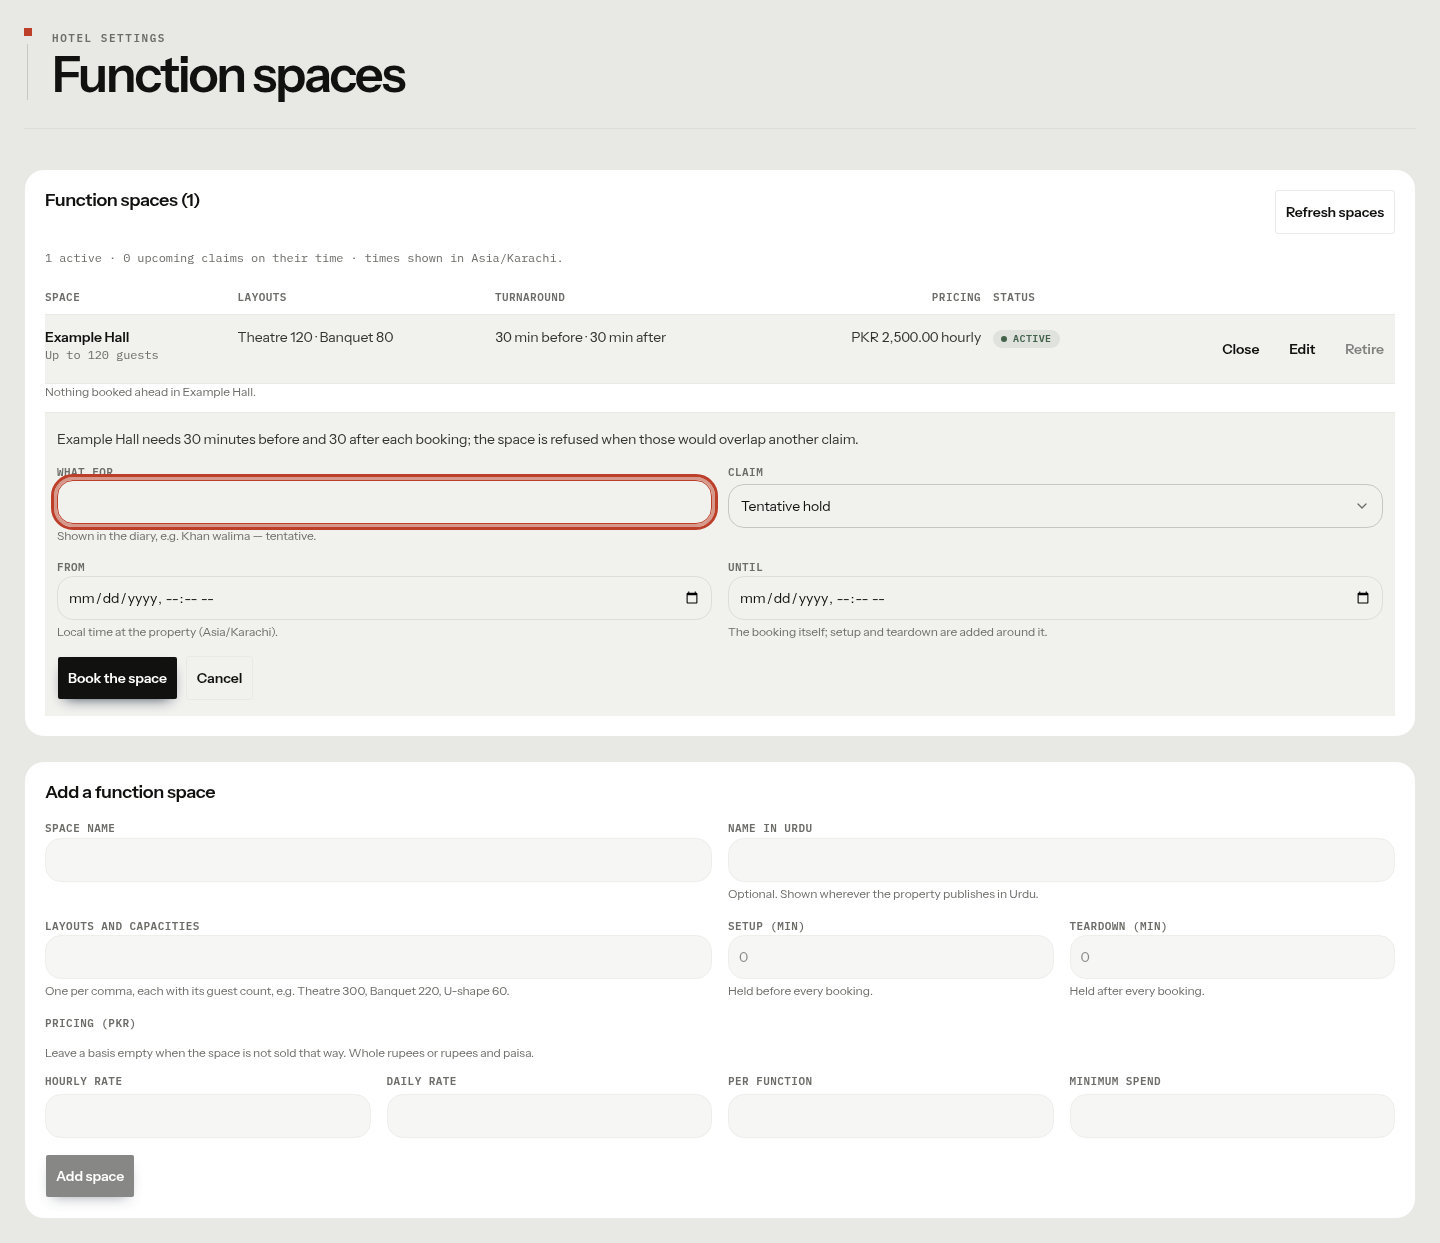 HOTEL SETTINGS
Function spaces
Function spaces (1)
Refresh spaces
1 active · 0 upcoming claims on their time · times shown in Asia/Karachi.
SPACE LAYOUTS TURNAROUND PRICING STATUS
Example Hall Theatre 120 · Banquet 80 30 min before · 30 min after PKR 2,500.00 hourly ACTIVE
Up to 120 guests
Close Edit Retire
Nothing booked ahead in Example Hall.
Example Hall needs 30 minutes before and 30 after each booking; the space is refused when those would overlap another claim.
WHAT FOR CLAIM
Tentative hold
Shown in the diary, e.g. Khan walima — tentative.
FROM UNTIL
mm/dd/yyyy, --:-- -- mm/dd/yyyy, --:-- --
Local time at the property (Asia/Karachi). The booking itself; setup and teardown are added around it.
Book the space Cancel
Add a function space
SPACE NAME NAME IN URDU
Optional. Shown wherever the property publishes in Urdu.
LAYOUTS AND CAPACITIES SETUP (MIN) TEARDOWN (MIN)
0 0
One per comma, each with its guest count, e.g. Theatre 300, Banquet 220, U-shape 60. Held before every booking. Held after every booking.
PRICING (PKR)
Leave a basis empty when the space is not sold that way. Whole rupees or rupees and paisa.
HOURLY RATE DAILY RATE PER FUNCTION MINIMUM SPEND
Add space